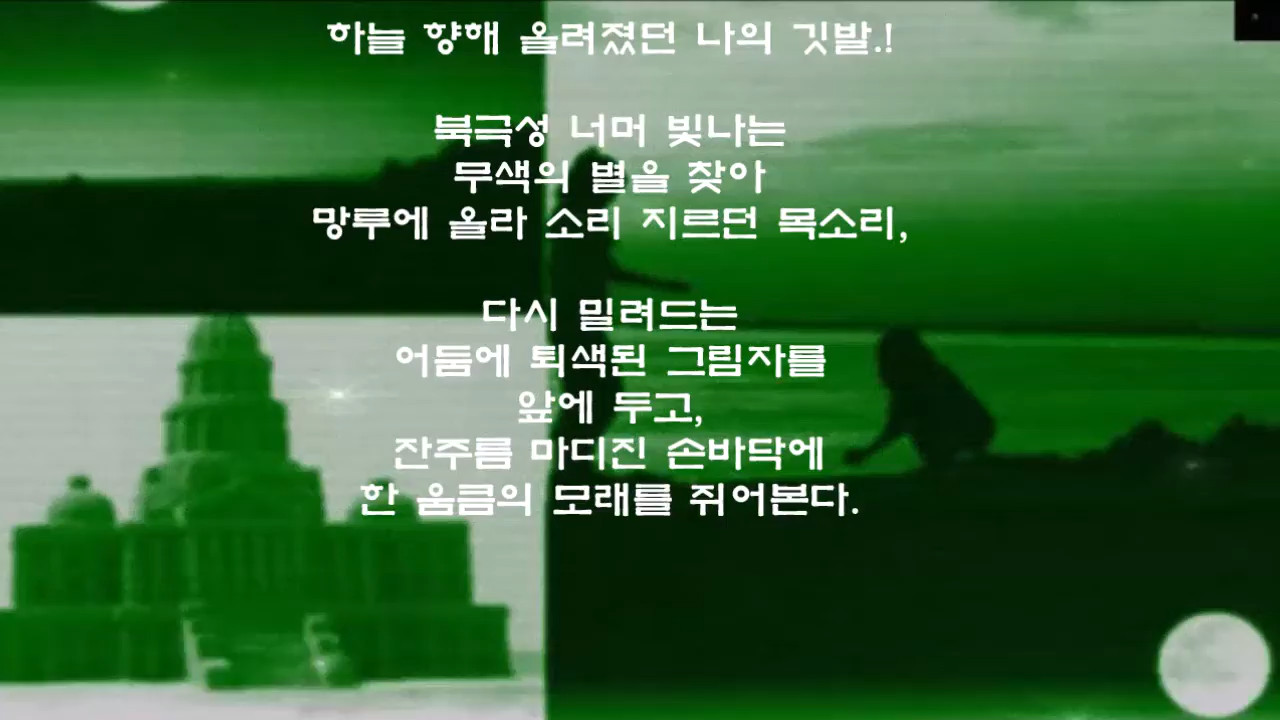 하늘 향해 올려졌던 나의 깃발.!
북극성 너머 빛나는
무색의 별을 찾아
망루에 올라 소리 지르던 목소리,
다시 밀려드는
어둠에 퇴색된 그림자를
앞에 두고,
잔주름 마디진 손바닥에
한 움큼의 모래를 쥐어본다.